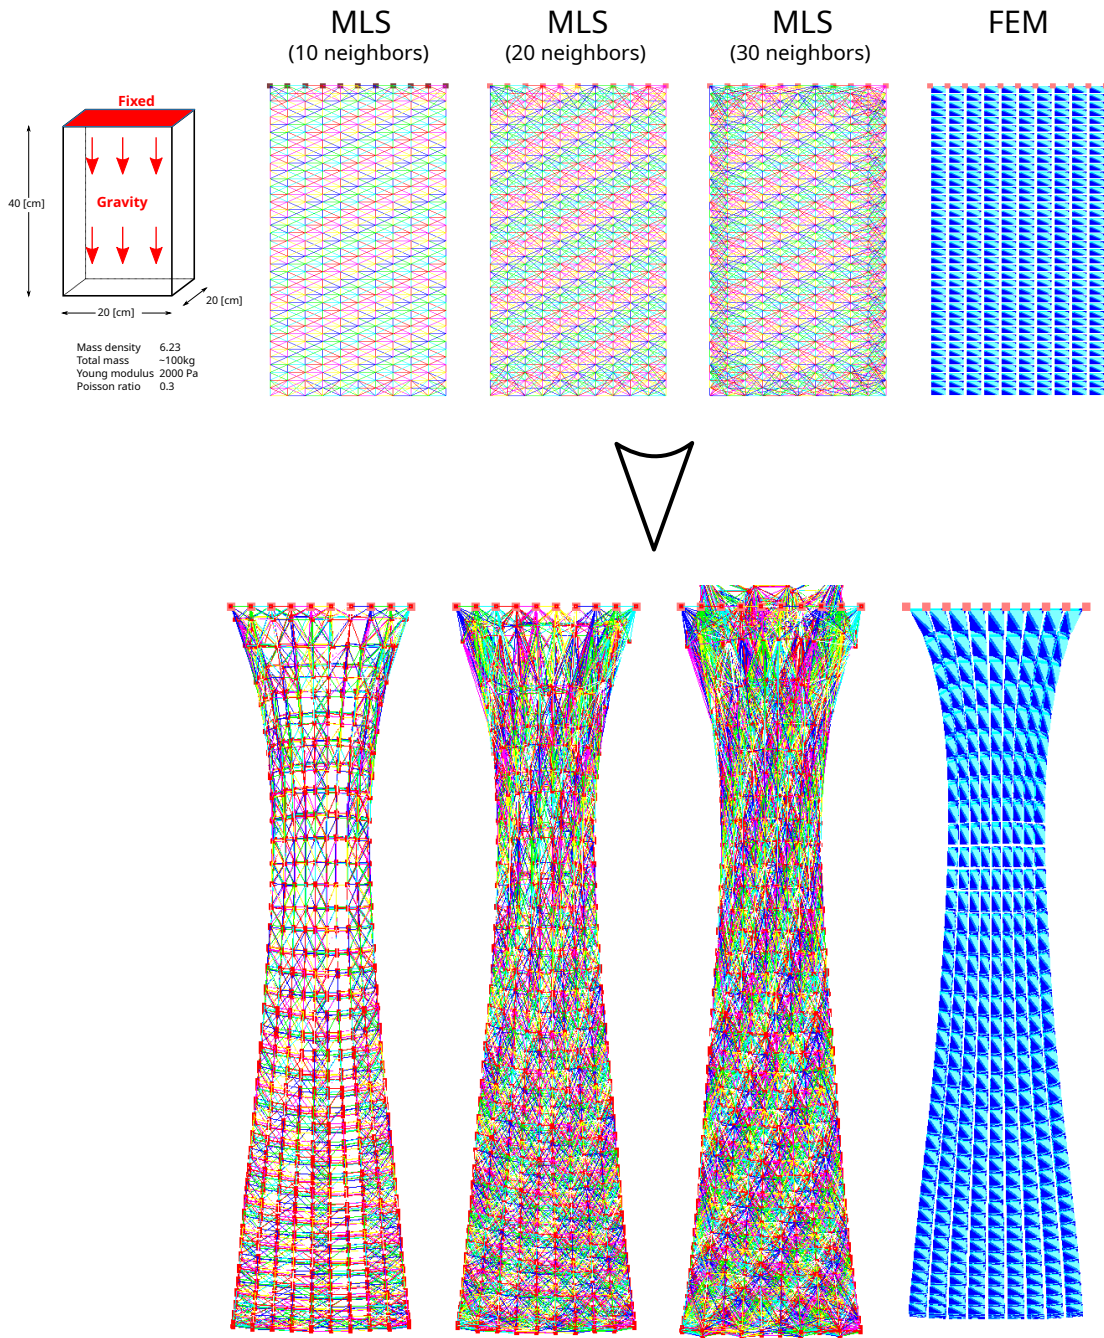 MLS
(10 neighbors)
MLS
(20 neighbors)
MLS
(30 neighbors)
FEM
Fixed
Gravity
40 [cm]
20 [cm]
20 [cm]
Mass density 6.23
Total mass ~100kg
Young modulus 2000 Pa
Poisson ratio 0.3